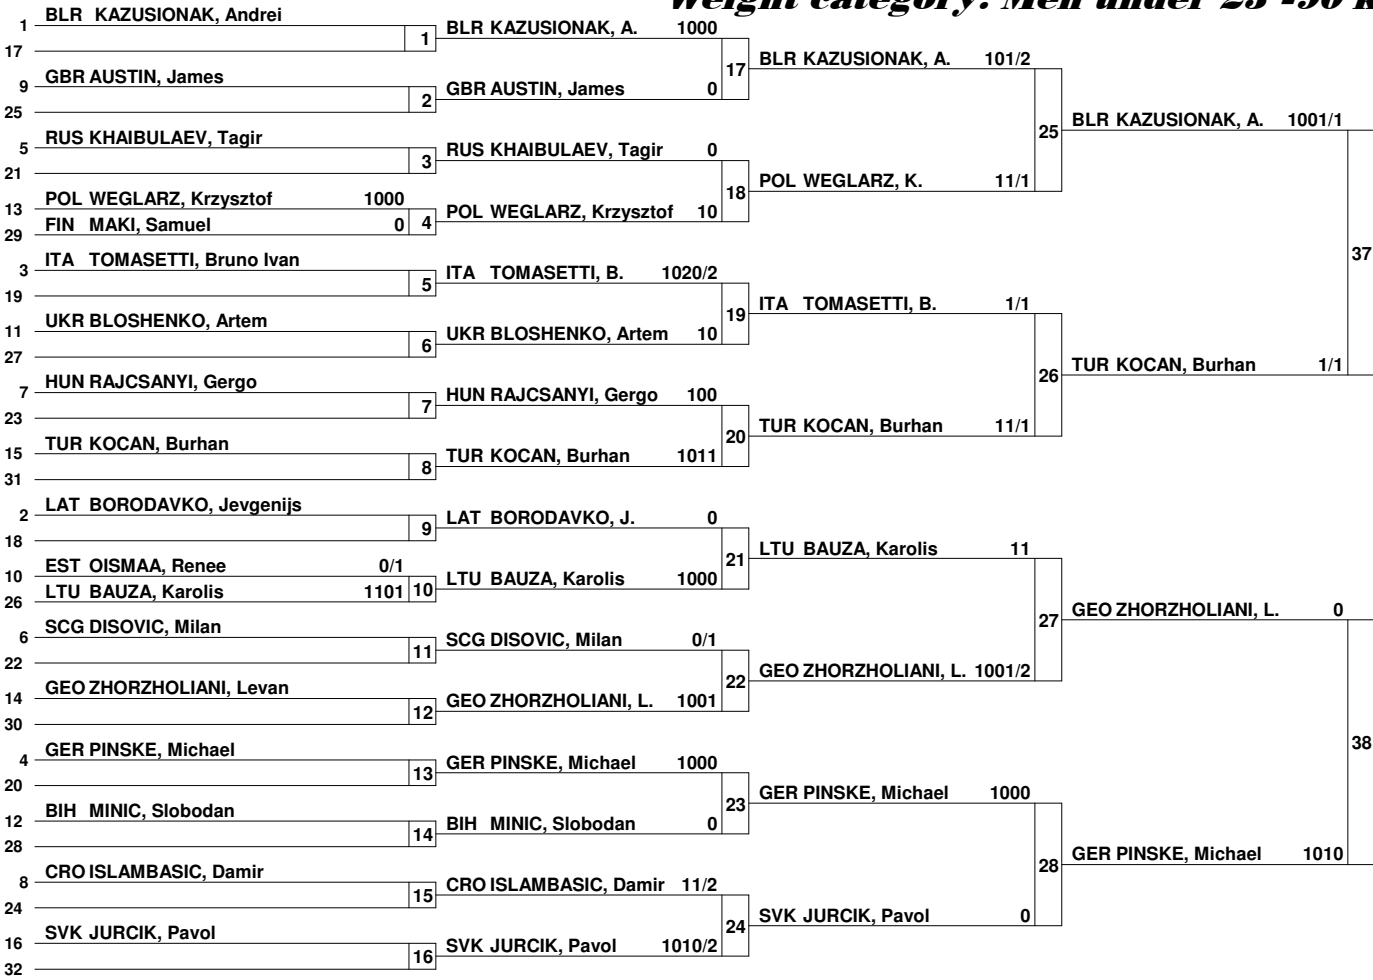 Weight category: Men under 23 -90 k
1 BLR KAZUSIONAK, Andrei
17
1
9 GBR AUSTIN, James
25
2
5 RUS KHAIBULAEV, Tagir
21
3
13 POL WEGLARZ, Krzysztof 1000
29 FIN MAKI, Samuel 0
4
3 ITA TOMASETTI, Bruno Ivan
19
5
11 UKR BLOSHENKO, Artem
27
6
7 HUN RAJCSANYI, Gergo
23
7
15 TUR KOCAN, Burhan
31
8
2 LAT BORODAVKO, Jevgenijs
18
9
10 EST OISMAA, Renee 0/1
26 LTU BAUZA, Karolis 1101
10
6 SCG DISOVIC, Milan
22
11
14 GEO ZHORZHOLIANI, Levan
30
12
4 GER PINSKE, Michael
20
13
12 BIH MINIC, Slobodan
28
14
8 CRO ISLAMBASIC, Damir
24
15
16 SVK JURCIK, Pavol
32
16
BLR KAZUSIONAK, A. 1000
17
GBR AUSTIN, James 0
RUS KHAIBULAEV, Tagir 0
18
POL WEGLARZ, Krzysztof 10
ITA TOMASETTI, B. 1020/2
19
UKR BLOSHENKO, Artem 10
HUN RAJCSANYI, Gergo 100
20
TUR KOCAN, Burhan 1011
LAT BORODAVKO, J. 0
21
LTU BAUZA, Karolis 1000
SCG DISOVIC, Milan 0/1
22
GEO ZHORZHOLIANI, L. 1001
GER PINSKE, Michael 1000
23
BIH MINIC, Slobodan 0
CRO ISLAMBASIC, Damir 11/2
24
SVK JURCIK, Pavol 1010/2
BLR KAZUSIONAK, A. 101/2
25
POL WEGLARZ, K. 11/1
ITA TOMASETTI, B. 1/1
26
TUR KOCAN, Burhan 11/1
LTU BAUZA, Karolis 11
27
GEO ZHORZHOLIANI, L. 1001/2
GER PINSKE, Michael 1000
28
SVK JURCIK, Pavol 0
BLR KAZUSIONAK, A. 1001/1
37
TUR KOCAN, Burhan 1/1
GEO ZHORZHOLIANI, L. 0
38
GER PINSKE, Michael 1010